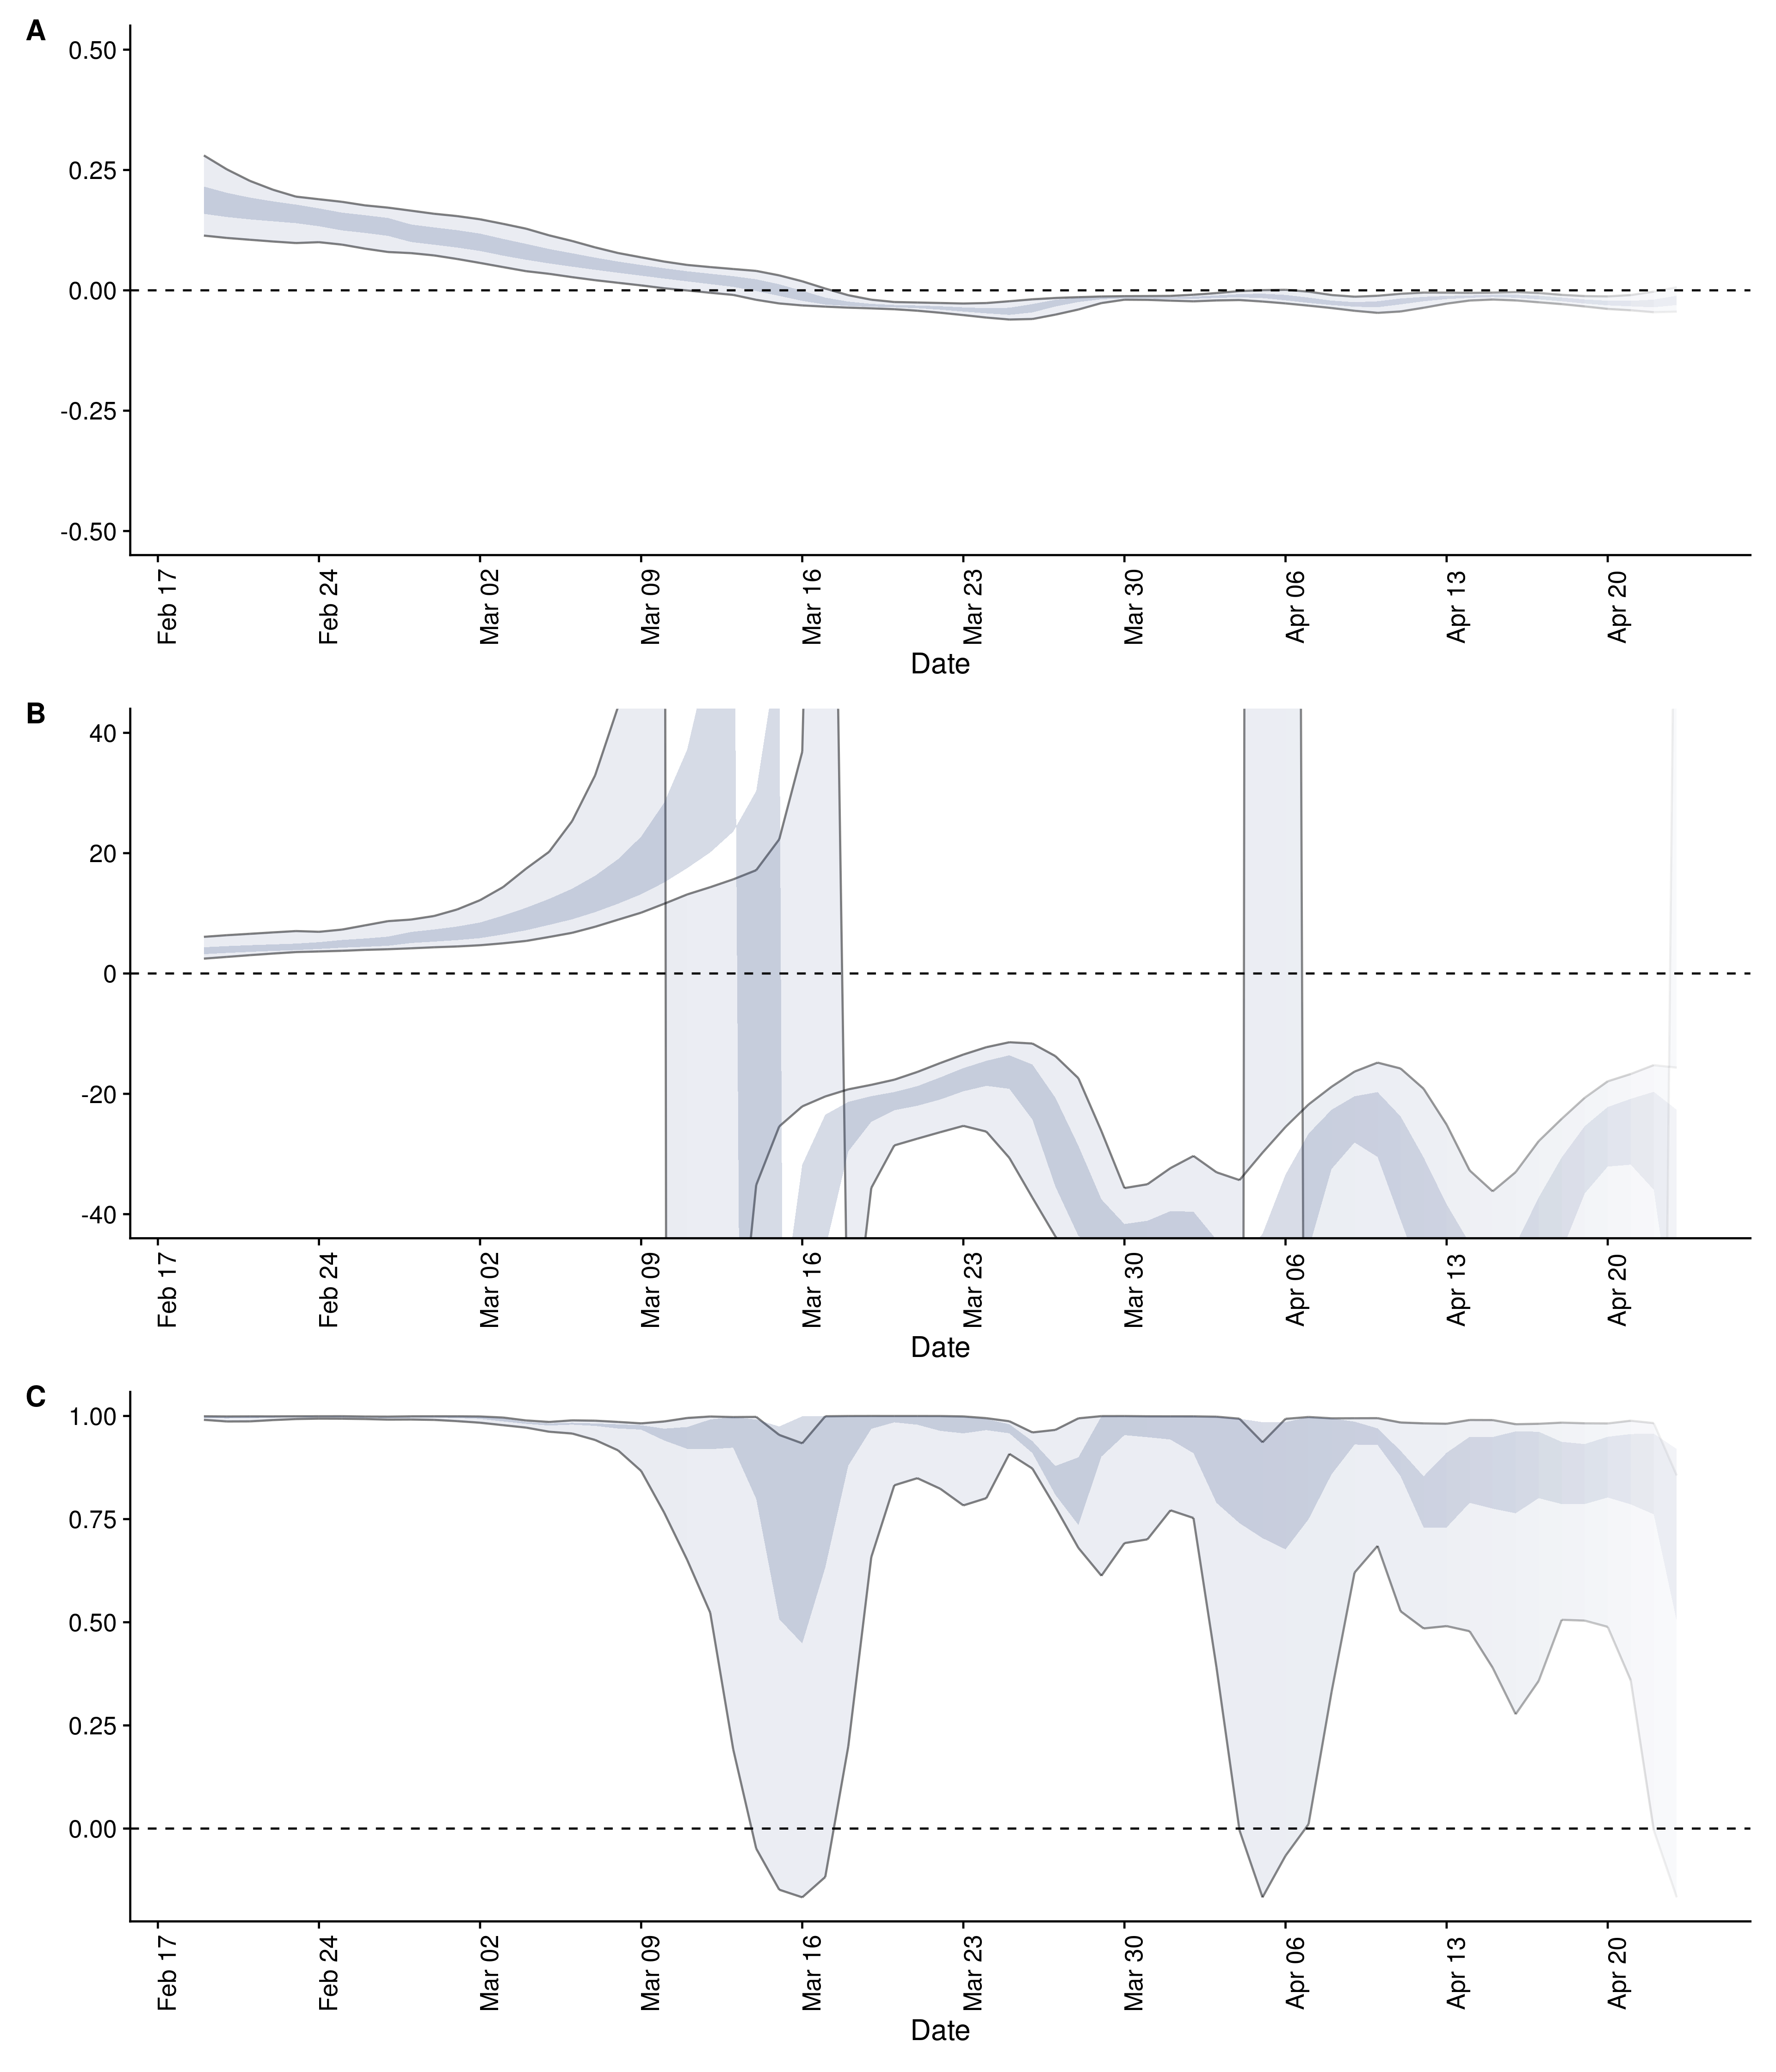 A
0.50
0.25
0.00
-0.25
-0.50
Feb 17
Feb 24
Mar 02
Mar 09
Mar 16
Mar 23
Mar 30
Apr 06
Apr 13
Apr 20
Date
B
40
20
0
-20
-40
Feb 17
Feb 24
Mar 02
Mar 09
Mar 16
Mar 23
Mar 30
Apr 06
Apr 13
Apr 20
Date
C
1.00
0.75
0.50
0.25
0.00
Feb 17
Feb 24
Mar 02
Mar 09
Mar 16
Mar 23
Mar 30
Apr 06
Apr 13
Apr 20
Date